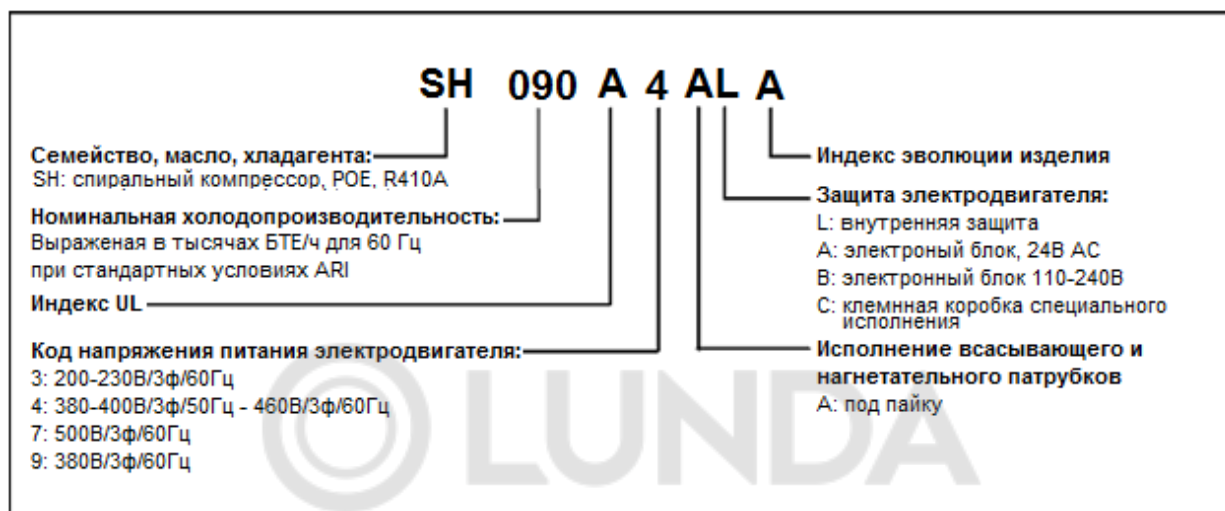 SH 090 A 4 AL A
Семейство, масло, хладагента:
SH: спиральный компрессор, POE, R410A
Номинальная холодопроизводительность:
Выраженая в тысячах БТЕ/ч для 60 Гц
при стандартных условиях ARI
Индекс UL
Код напряжения питания электродвигателя:
3: 200-230В/3ф/60Гц
4: 380-400В/3ф/50Гц - 460В/3ф/60Гц
7: 500В/3ф/60Гц
9: 380В/3ф/60Гц
Индекс эволюции изделия
Защита электродвигателя:
L: внутренняя защита
A: электроный блок, 24В AC
B: электронный блок 110-240В
C: клемнная коробка специального
исполнения
Исполнение всасывающего и
нагнетательного патрубков
A: под пайку
LUNDA